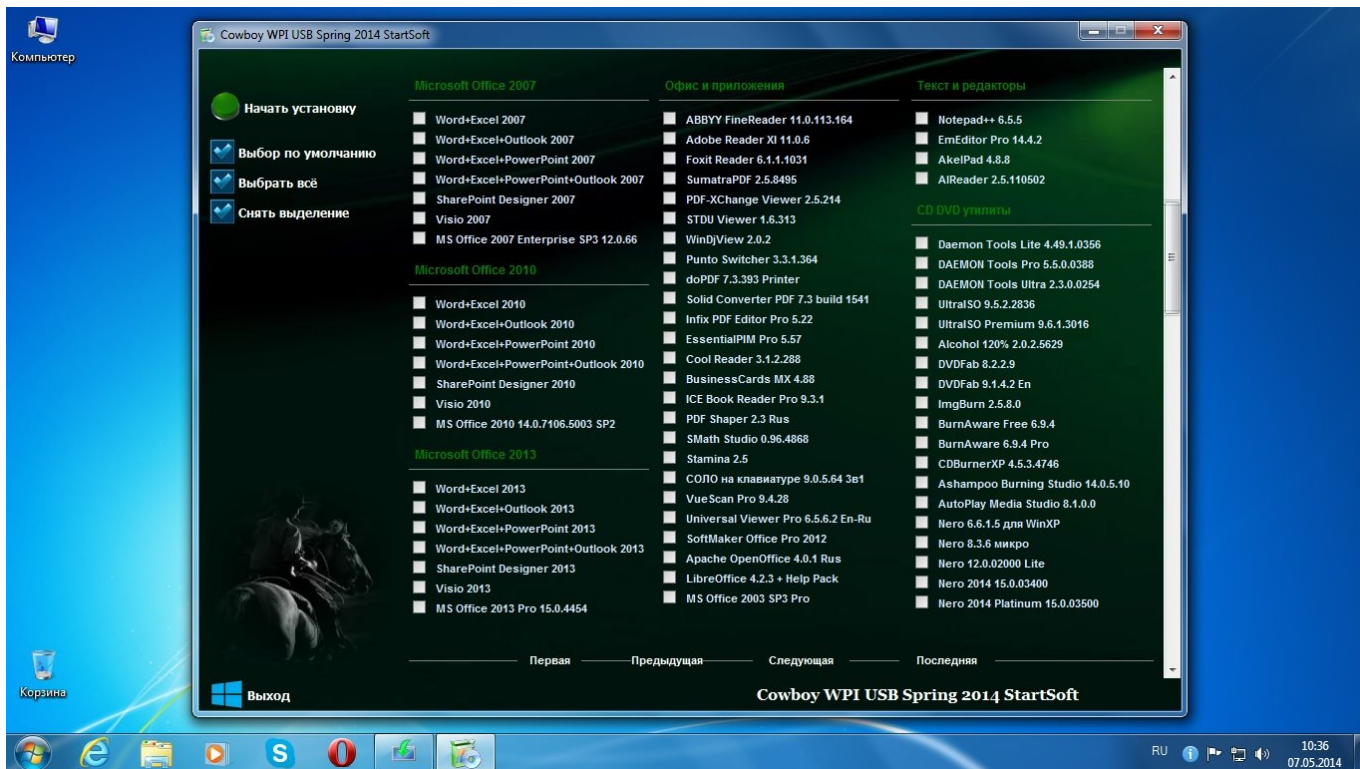 Компьютер
Cowboy WPI USB Spring 2014 StartSoft
Начать установку
Выбор по умолчанию
Выбрать всё
Снять выделение
Microsoft Office 2007
Word+Excel 2007
Word+Excel+Outlook 2007
Word+Excel+PowerPoint 2007
Word+Excel+PowerPoint+Outlook 2007
SharePoint Designer 2007
Visio 2007
MS Office 2007 Enterprise SP3 12.0.66
Microsoft Office 2010
Word+Excel 2010
Word+Excel+Outlook 2010
Word+Excel+PowerPoint 2010
Word+Excel+PowerPoint+Outlook 2010
SharePoint Designer 2010
Visio 2010
MS Office 2010 14.0.7106.5003 SP2
Microsoft Office 2013
Word+Excel 2013
Word+Excel+Outlook 2013
Word+Excel+PowerPoint 2013
Word+Excel+PowerPoint+Outlook 2013
SharePoint Designer 2013
Visio 2013
MS Office 2013 Pro 15.0.4454
Офис и приложения
ABBYY FineReader 11.0.113.164
Adobe Reader XI 11.0.6
Foxit Reader 6.1.1.1031
SumatraPDF 2.5.8495
PDF-XChange Viewer 2.5.214
STDU Viewer 1.6.313
WinDjView 2.0.2
Punto Switcher 3.3.1.364
doPDF 7.3.393 Printer
Solid Converter PDF 7.3 build 1541
Infix PDF Editor Pro 5.22
EssentialPIM Pro 5.57
Cool Reader 3.1.2.288
BusinessCards MX 4.88
ICE Book Reader Pro 9.3.1
PDF Shaper 2.3 Rus
SMath Studio 0.96.4868
Stamina 2.5
СОЛО на клавиатуре 9.0.5.64 3в1
VueScan Pro 9.4.28
Universal Viewer Pro 6.5.6.2 En-Ru
SoftMaker Office Pro 2012
Apache OpenOffice 4.0.1 Rus
LibreOffice 4.2.3 + Help Pack
MS Office 2003 SP3 Pro
Текст и редакторы
Notepad++ 6.5.5
EmEditor Pro 14.4.2
AkelPad 4.8.8
AlReader 2.5.110502
CD DVD утилиты
Daemon Tools Lite 4.49.1.0356
DAEMON Tools Pro 5.5.0.0388
DAEMON Tools Ultra 2.3.0.0254
UltraISO 9.5.2.2836
UltraISO Premium 9.6.1.3016
Alcohol 120% 2.0.2.5629
DVDFab 8.2.2.9
DVDFab 9.1.4.2 En
ImgBurn 2.5.8.0
BurnAware Free 6.9.4
BurnAware 6.9.4 Pro
CDBurnerXP 4.5.3.4746
Ashampoo Burning Studio 14.0.5.10
AutoPlay Media Studio 8.1.0.0
Nero 6.6.1.5 для WinXP
Nero 8.3.6 микро
Nero 12.0.02000 Lite
Nero 2014 15.0.03400
Nero 2014 Platinum 15.0.03500
Первая Предыдущая Следующая Последняя
Выход
Cowboy WPI USB Spring 2014 StartSoft
Корзина
RU
10:36
07.05.2014